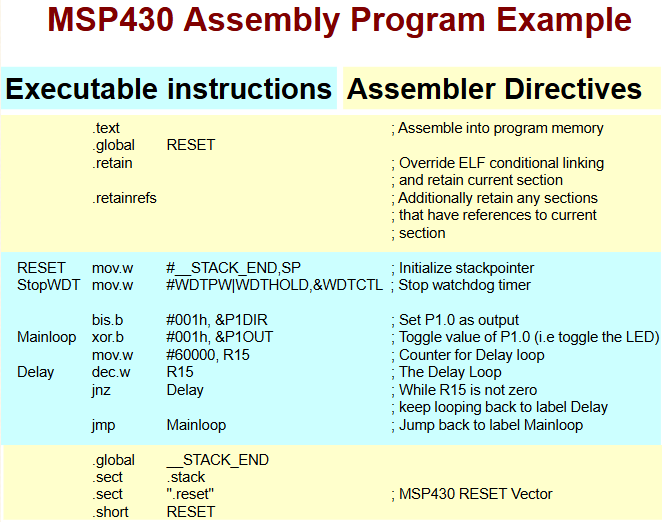 MSP430 Assembly Program Example
Executable instructions Assembler Directives
.text ; Assemble into program memory
.global RESET
.retain ; Override ELF conditional linking
; and retain current section
.retainrefs ; Additionally retain any sections
; that have references to current
; section
RESET mov.w #__STACK_END,SP ; Initialize stackpointer
StopWDT mov.w #WDTPW|WDTHOLD,&WDTCTL ; Stop watchdog timer
bis.b #001h, &P1DIR ; Set P1.0 as output
Mainloop xor.b #001h, &P1OUT ; Toggle value of P1.0 (i.e toggle the LED)
mov.w #60000, R15 ; Counter for Delay loop
Delay dec.w R15 ; The Delay Loop
jnz Delay ; While R15 is not zero
; keep looping back to label Delay
jmp Mainloop ; Jump back to label Mainloop
.global __STACK_END
.sect .stack
.sect ".reset" ; MSP430 RESET Vector
.short RESET